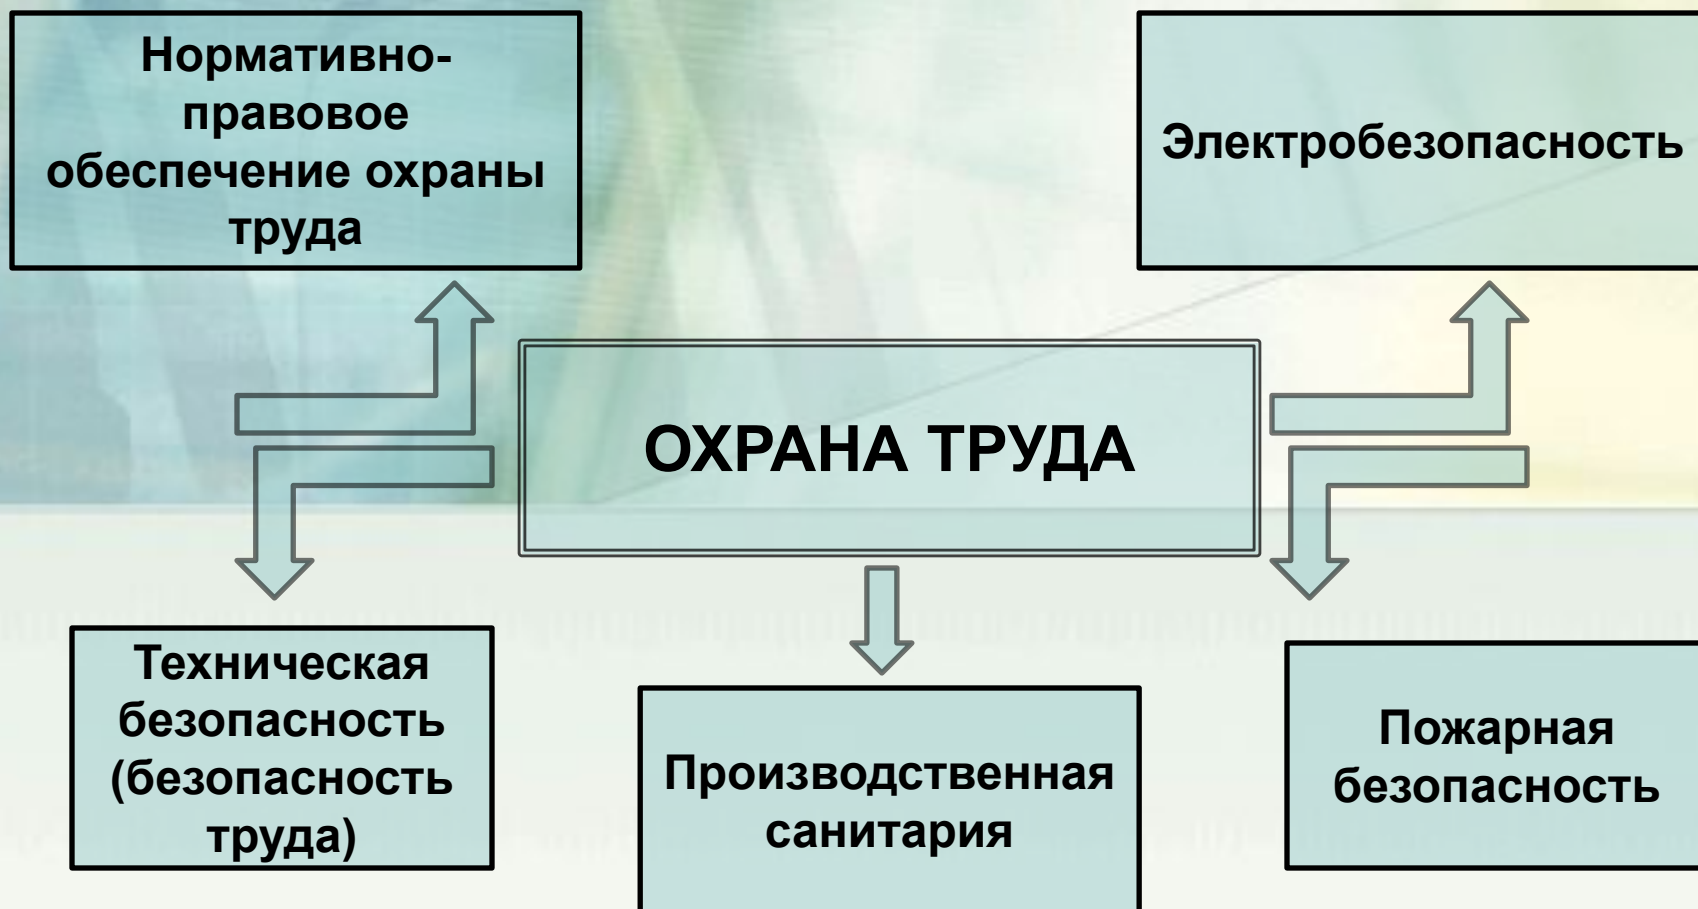 Нормативно-
правовое
обеспечение охраны
труда
Электробезопасность
ОХРАНА ТРУДА
Техническая
безопасность
(безопасность
труда)
Производственная
санитария
Пожарная
безопасность